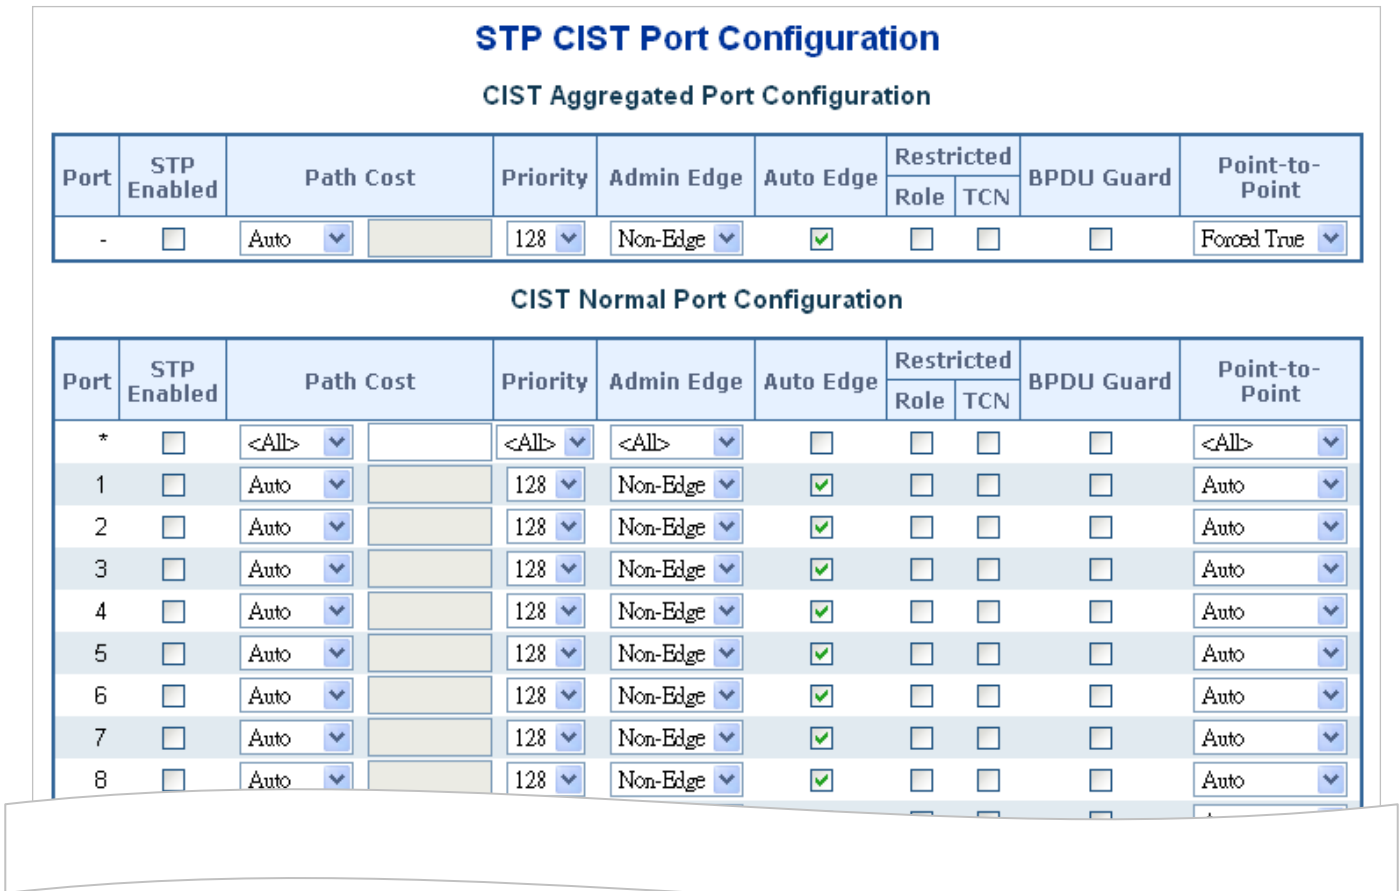 STP CIST Port Configuration
CIST Aggregated Port Configuration
Port STP Enabled Path Cost Priority Admin Edge Auto Edge Restricted Role TCN BPDU Guard Point-to-Point
- Auto 128 Non-Edge Forced True
CIST Normal Port Configuration
Port STP Enabled Path Cost Priority Admin Edge Auto Edge Restricted Role TCN BPDU Guard Point-to-Point
* <All> <All> <All> <All>
1 Auto 128 Non-Edge Auto
2 Auto 128 Non-Edge Auto
3 Auto 128 Non-Edge Auto
4 Auto 128 Non-Edge Auto
5 Auto 128 Non-Edge Auto
6 Auto 128 Non-Edge Auto
7 Auto 128 Non-Edge Auto
8 Auto 128 Non-Edge Auto